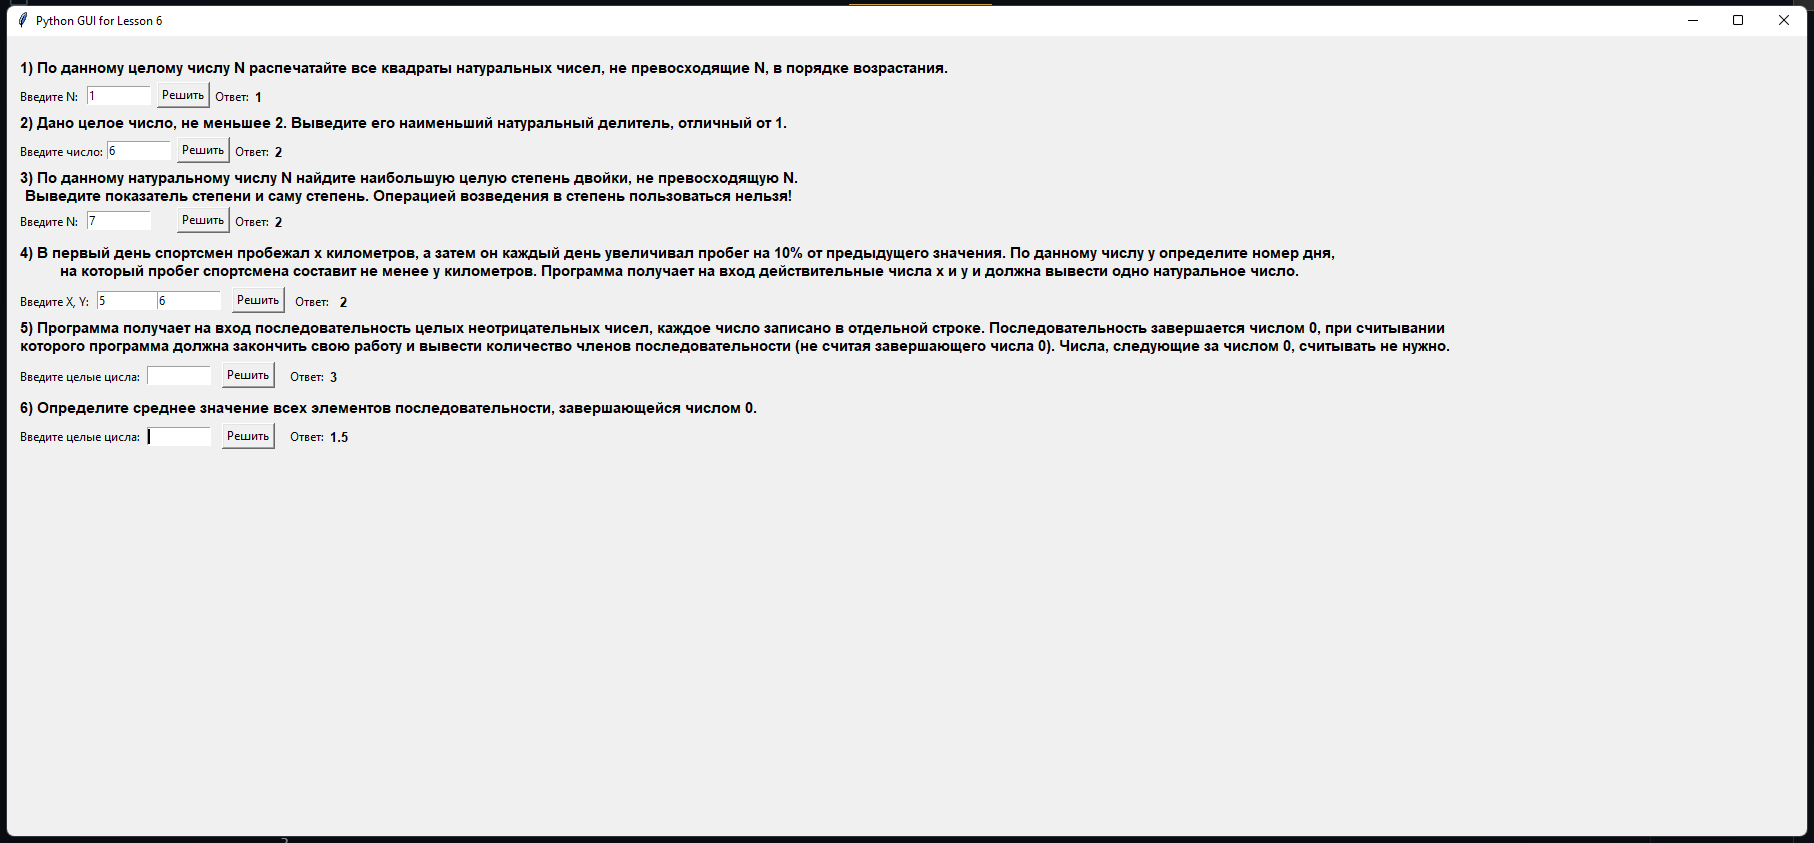 Python GUI for Lesson 6
1) По данному целому числу N распечатайте все квадраты натуральных чисел, не превосходящие N, в порядке возрастания.
Введите N: 1 Решить Ответ: 1
2) Дано целое число, не меньшее 2. Выведите его наименьший натуральный делитель, отличный от 1.
Введите число: 6 Решить Ответ: 2
3) По данному натуральному числу N найдите наибольшую целую степень двойки, не превосходящую N.
Выведите показатель степени и саму степень. Операцией возведения в степень пользоваться нельзя!
Введите N: 7 Решить Ответ: 2
4) В первый день спортсмен пробежал x километров, а затем он каждый день увеличивал пробег на 10% от предыдущего значения. По данному числу y определите номер дня,
на который пробег спортсмена составит не менее y километров. Программа получает на вход действительные числа x и y и должна вывести одно натуральное число.
Введите X, Y: 5 6 Решить Ответ: 2
5) Программа получает на вход последовательность целых неотрицательных чисел, каждое число записано в отдельной строке. Последовательность завершается числом 0, при считывании
которого программа должна закончить свою работу и вывести количество членов последовательности (не считая завершающего числа 0). Числа, следующие за числом 0, считывать не нужно.
Введите целые цисла: Решить Ответ: 3
6) Определите среднее значение всех элементов последовательности, завершающейся числом 0.
Введите целые цисла: Решить Ответ: 1.5